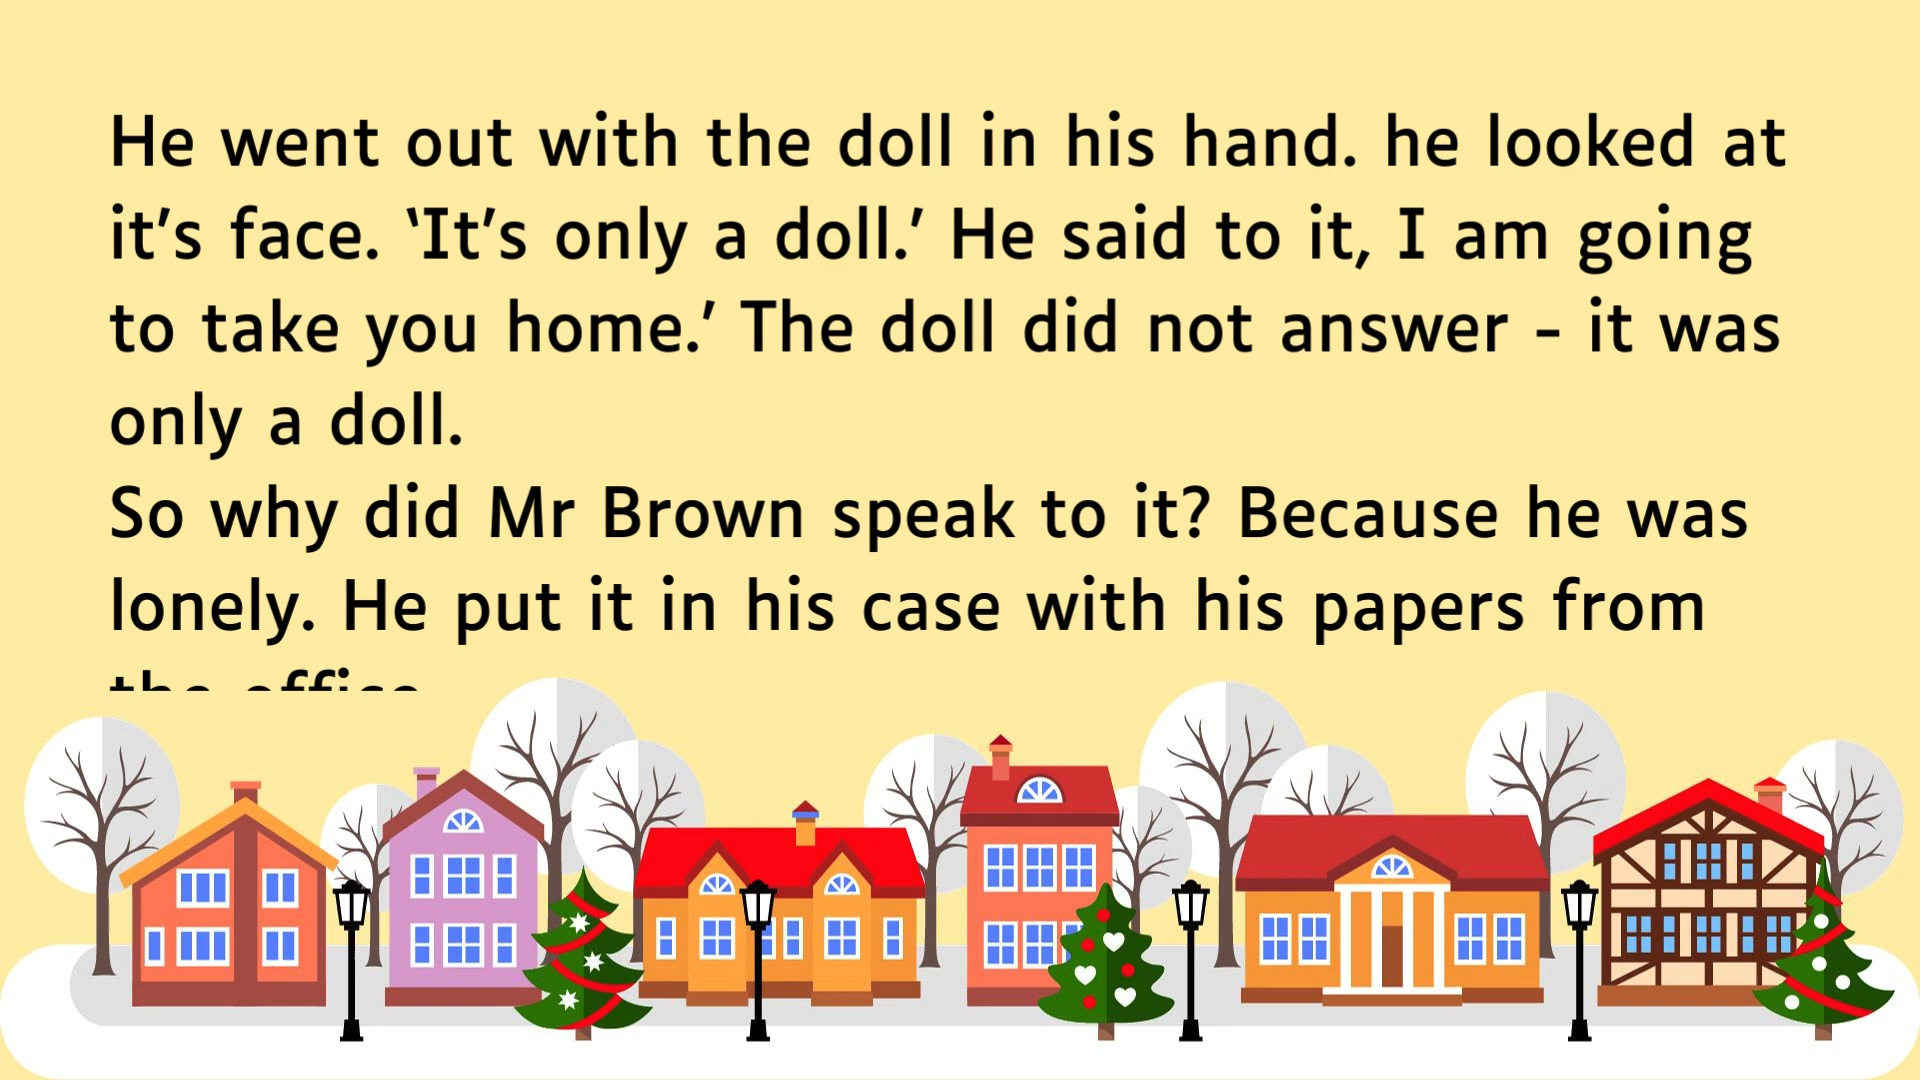 He went out with the doll in his hand. he looked at
it’s face. ‘It’s only a doll.’ He said to it, I am going
to take you home.’ The doll did not answer - it was
only a doll.
So why did Mr Brown speak to it? Because he was
lonely. He put it in his case with his papers from
the office